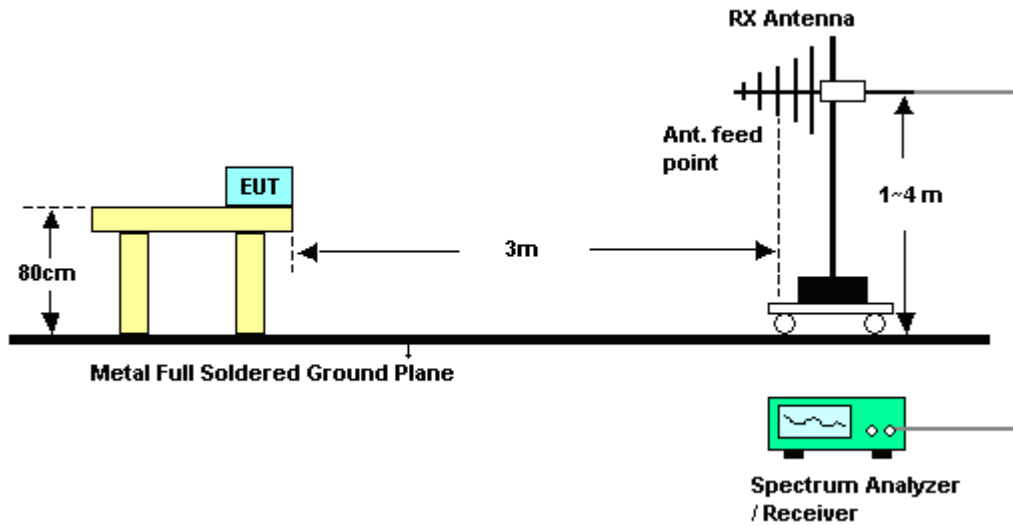 RX Antenna
Ant. feed
point
EUT
1~4 m
3m
80cm
Metal Full Soldered Ground Plane
Spectrum Analyzer
/ Receiver